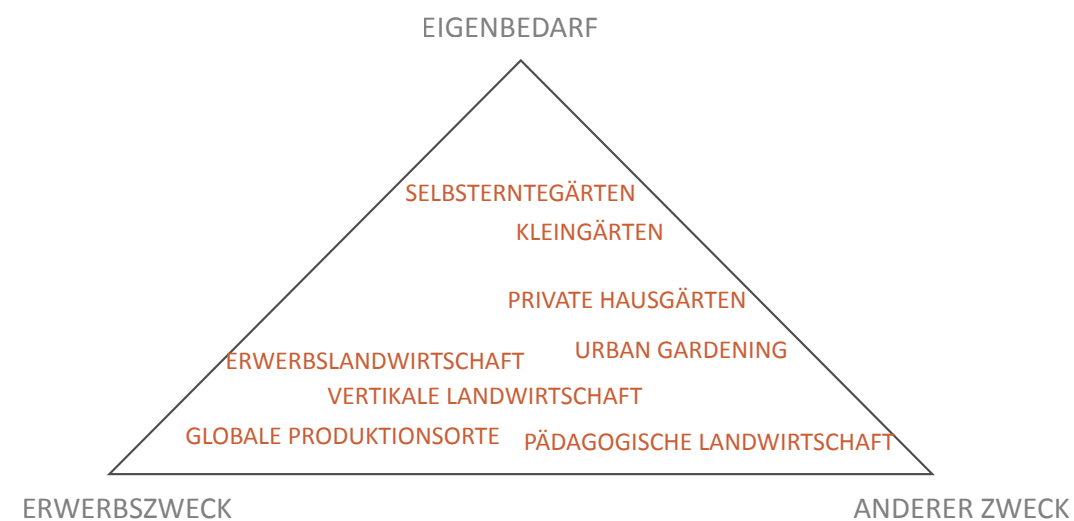 EIGENBEDARF
SELBSTERNTEGÄRTEN
KLEINGÄRTEN
PRIVATE HAUSGÄRTEN
URBAN GARDENING
ERWERBSLANDWIRTSCHAFT
VERTIKALE LANDWIRTSCHAFT
GLOBALE PRODUKTIONSORTE
PÄDAGOGISCHE LANDWIRTSCHAFT
ERWERBSZWECK
ANDERER ZWECK